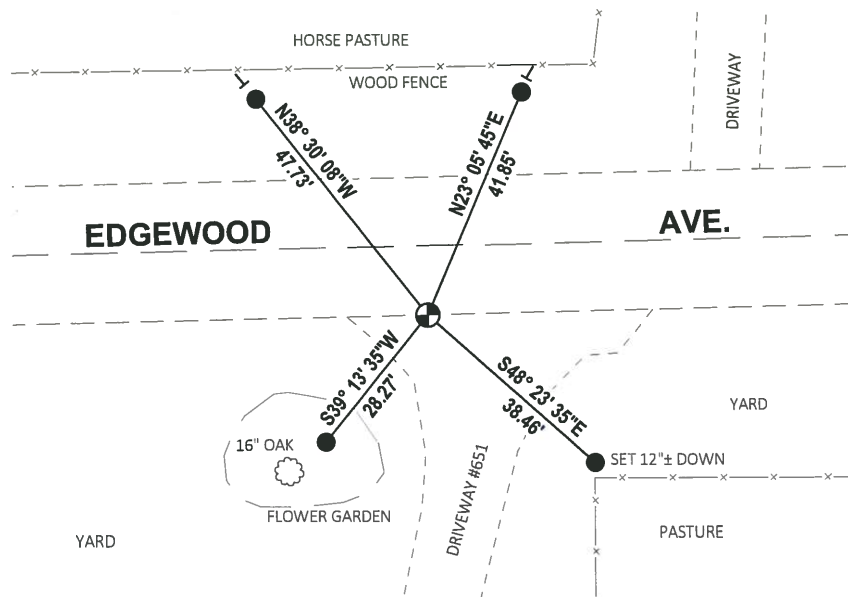 HORSE PASTURE
WOOD FENCE
DRIVEWAY
N38° 30' 08"W
47.73'
N23° 05' 45"E
41.85'
EDGEWOOD AVE.
S39° 13' 35"W
28.27'
S48° 23' 35"E
38.46'
YARD
16" OAK
SET 12"± DOWN
FLOWER GARDEN
DRIVEWAY #651
PASTURE
YARD